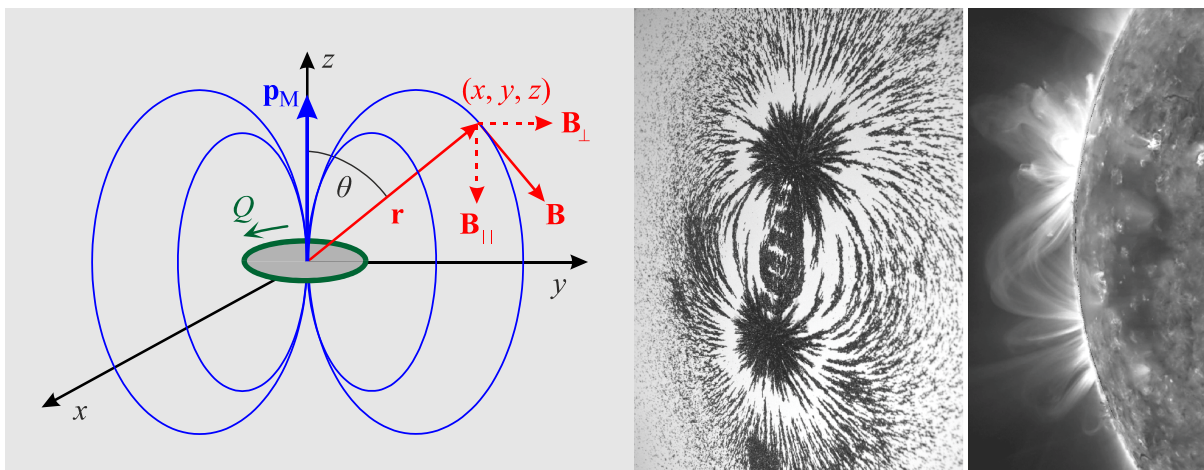 z
p_M
(x, y, z)
B_⊥
θ
Q
r
B_||
B
y
x